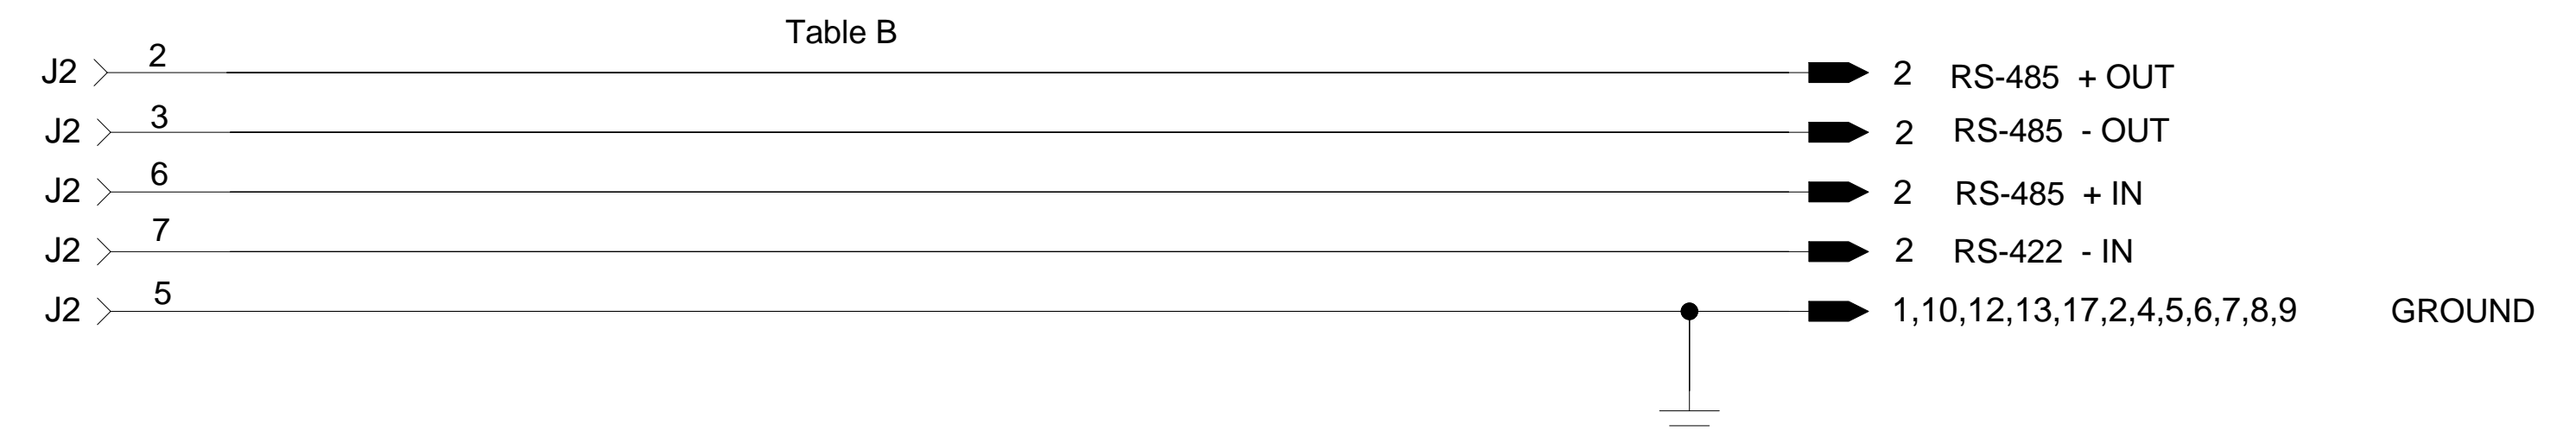 Table B
J2 2 2 RS-485 + OUT
J2 3 2 RS-485 - OUT
J2 6 2 RS-485 + IN
J2 7 2 RS-422 - IN
J2 5 1,10,12,13,17,2,4,5,6,7,8,9 GROUND